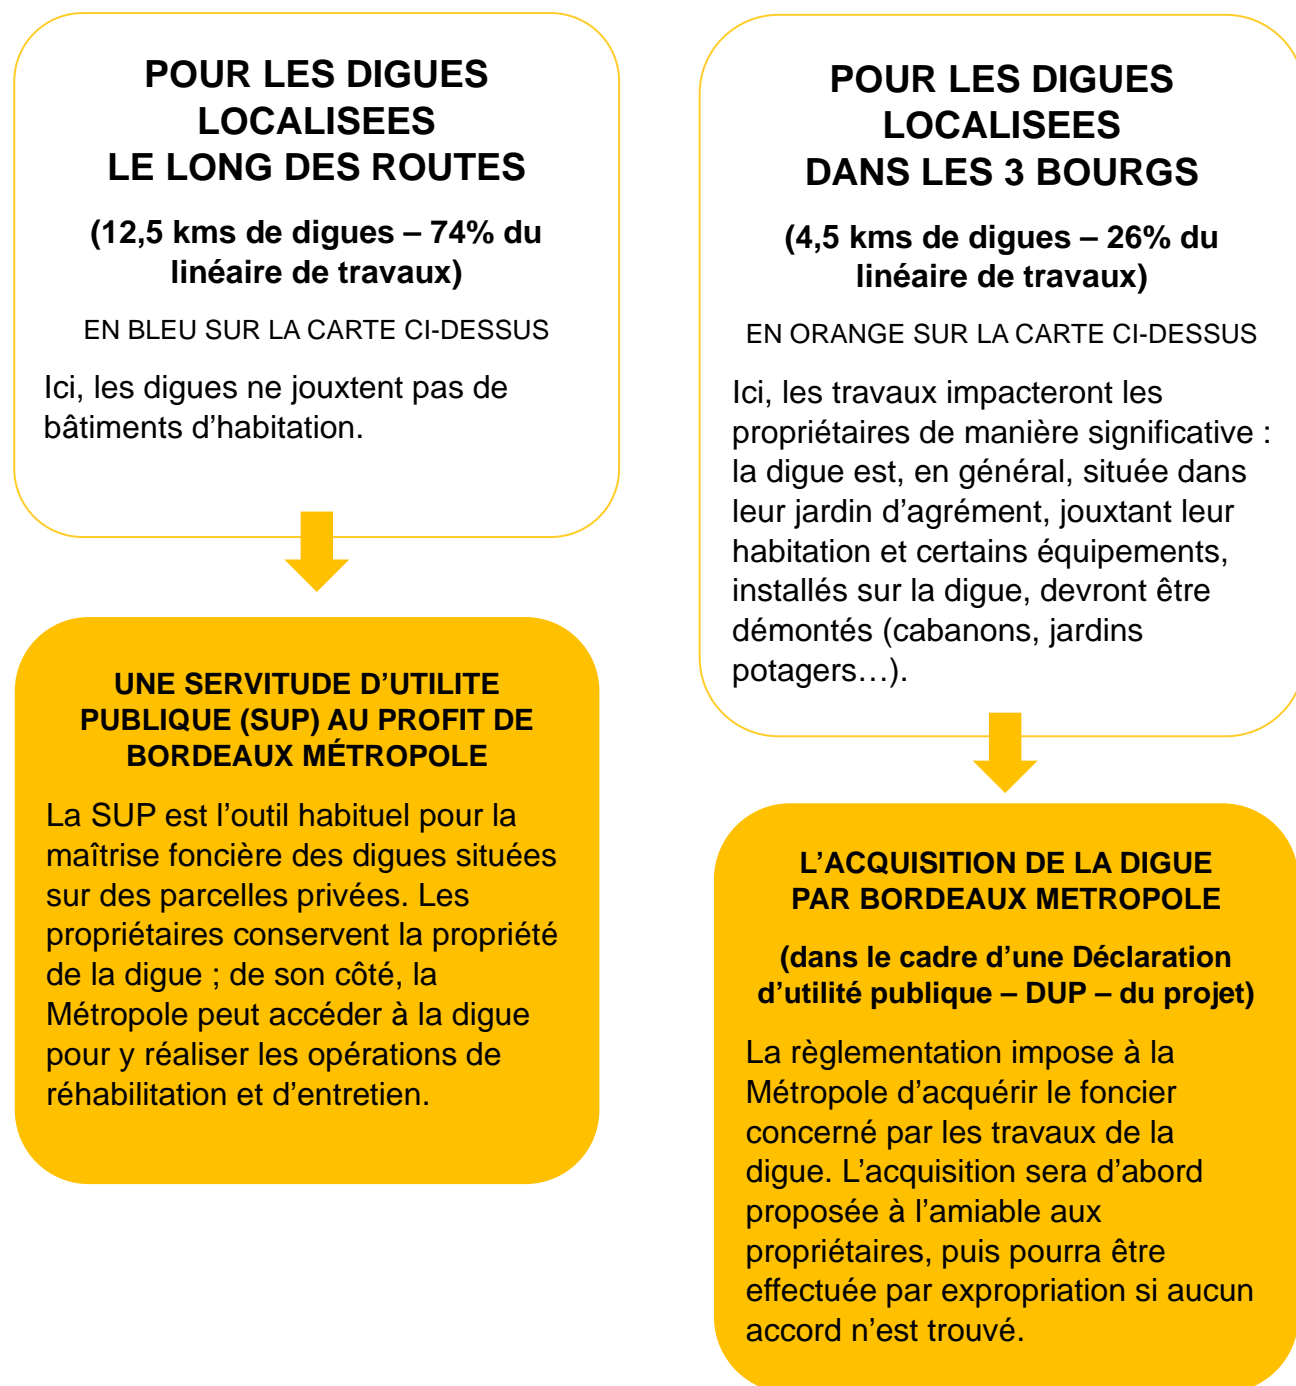 POUR LES DIGUES
LOCALISEES
LE LONG DES ROUTES
(12,5 kms de digues – 74% du
linéaire de travaux)
EN BLEU SUR LA CARTE CI-DESSUS
Ici, les digues ne jouxtent pas de
bâtiments d’habitation.
UNE SERVITUDE D’UTILITE
PUBLIQUE (SUP) AU PROFIT DE
BORDEAUX MÉTROPOLE
La SUP est l’outil habituel pour la
maîtrise foncière des digues situées
sur des parcelles privées. Les
propriétaires conservent la propriété
de la digue ; de son côté, la
Métropole peut accéder à la digue
pour y réaliser les opérations de
réhabilitation et d’entretien.
POUR LES DIGUES
LOCALISEES
DANS LES 3 BOURGS
(4,5 kms de digues – 26% du
linéaire de travaux)
EN ORANGE SUR LA CARTE CI-DESSUS
Ici, les travaux impacteront les
propriétaires de manière significative :
la digue est, en général, située dans
leur jardin d’agrément, jouxtant leur
habitation et certains équipements,
installés sur la digue, devront être
démontés (cabanons, jardins
potagers…).
L’ACQUISITION DE LA DIGUE
PAR BORDEAUX METROPOLE
(dans le cadre d’une Déclaration
d’utilité publique – DUP – du projet)
La règlementation impose à la
Métropole d’acquérir le foncier
concerné par les travaux de la
digue. L’acquisition sera d’abord
proposée à l’amiable aux
propriétaires, puis pourra être
effectuée par expropriation si aucun
accord n’est trouvé.